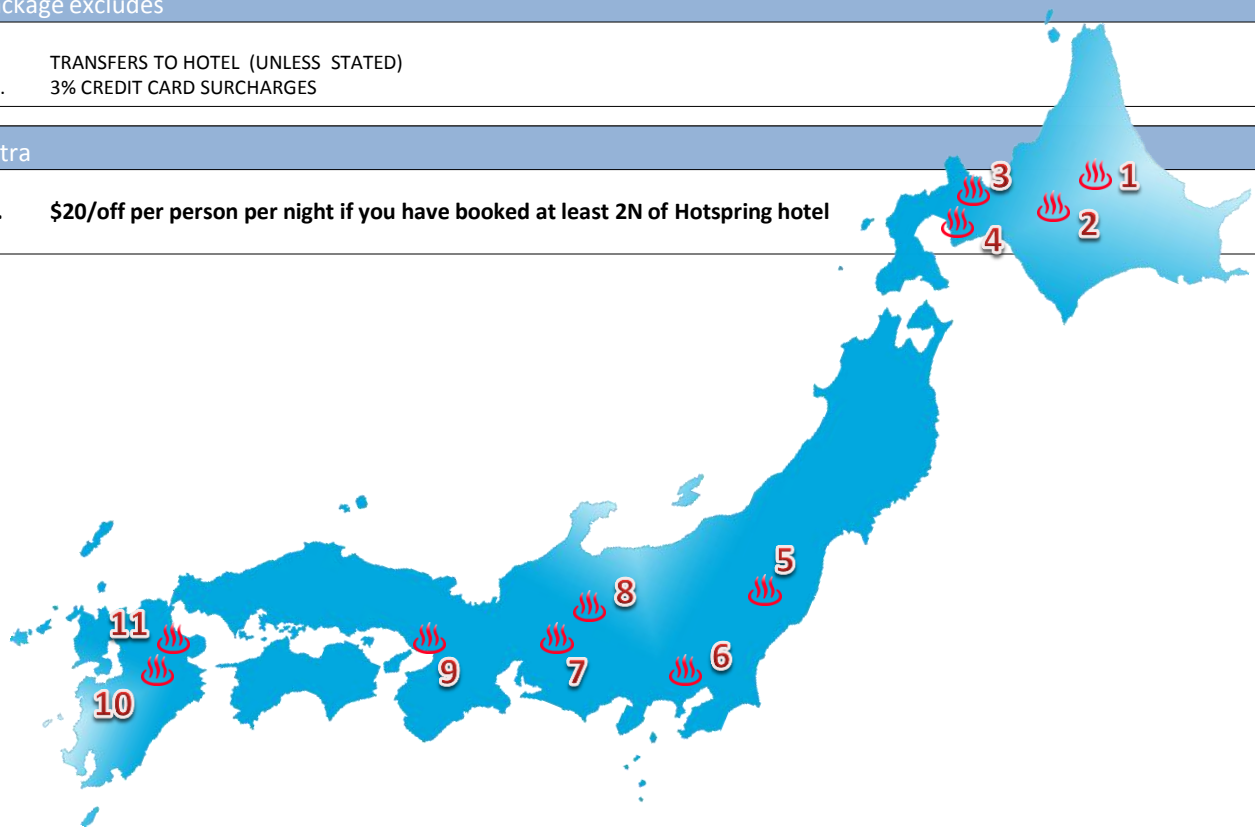 ckage excludes
TRANSFERS TO HOTEL (UNLESS STATED)
. 3% CREDIT CARD SURCHARGES
tra
. $20/off per person per night if you have booked at least 2N of Hotspring hotel
3
1
2
4
5
8
6
11
9
7
10